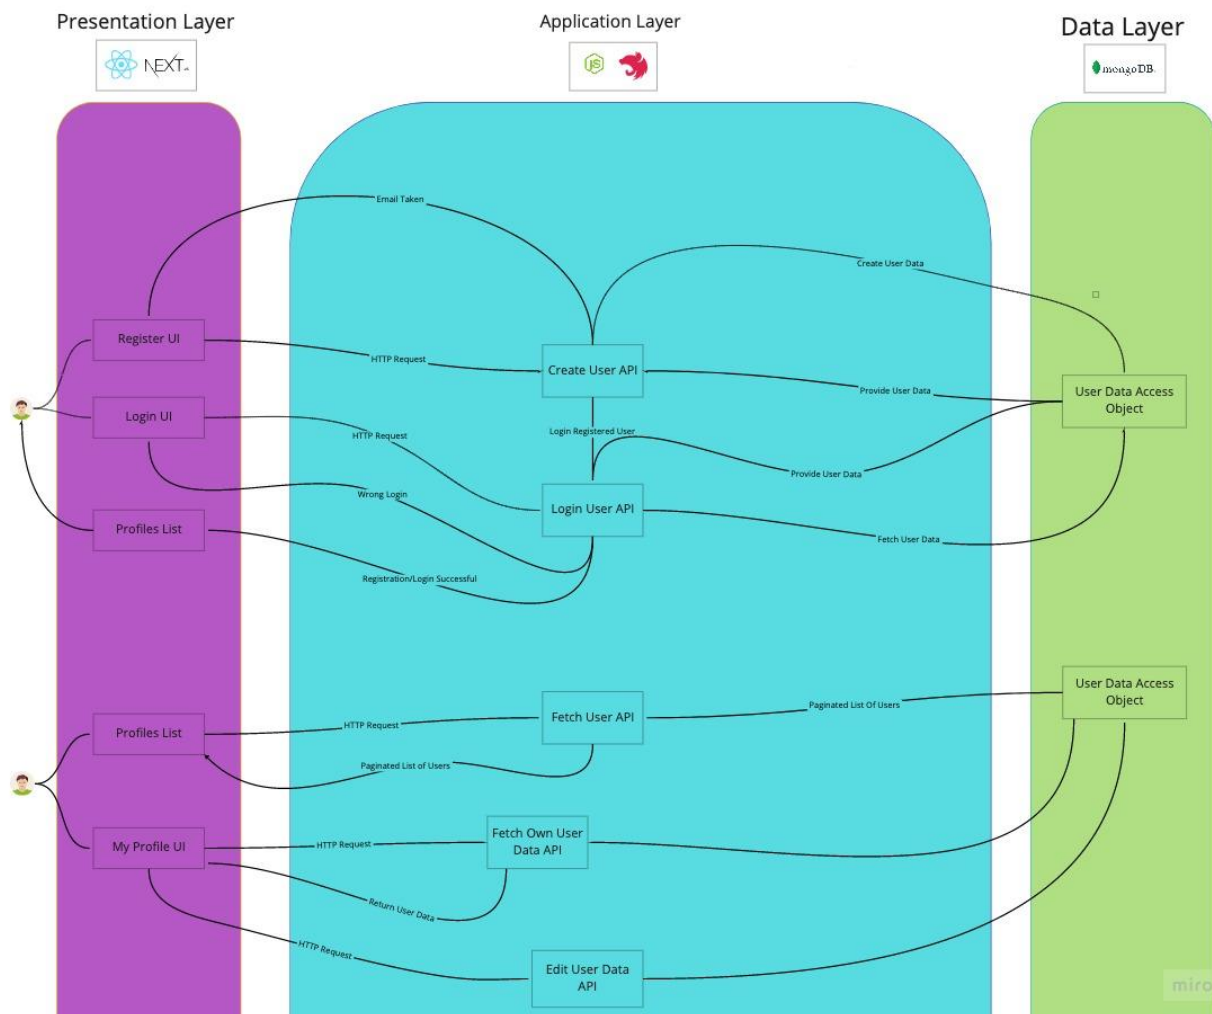 Presentation Layer
Application Layer
Data Layer
NEXT
JS
mongoDB
Email Taken
Create User Data
Register UI
HTTP Request
Create User API
Provide User Data
User Data Access
Object
Login UI
HTTP Request
Login Registered User
Provide User Data
Wrong Login
Login User API
Profiles List
Fetch User Data
Registration/Login Successful
User Data Access
Object
Paginated List Of Users
Fetch User API
HTTP Request
Profiles List
Paginated List of Users
Fetch Own User
Data API
HTTP Request
My Profile UI
Return User Data
HTTP Request
Edit User Data
API
miro